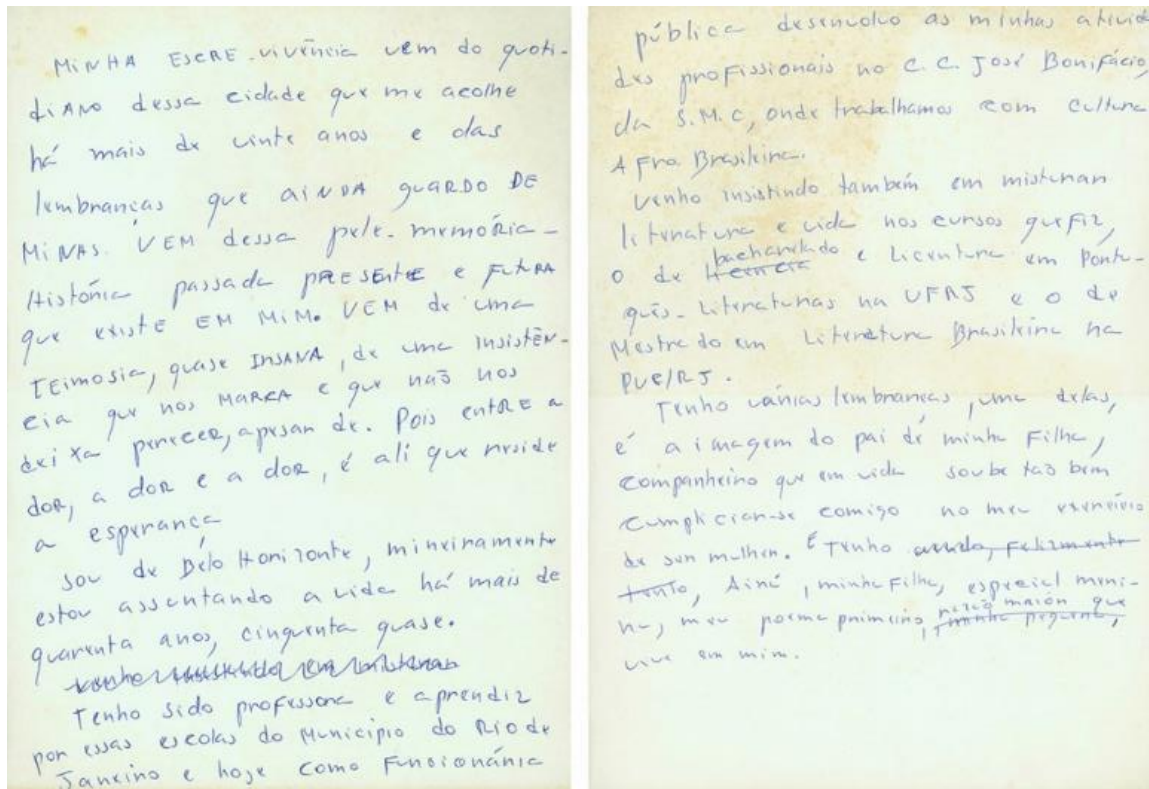 MINHA ESCRE-vivência vem do quoti-
diANO dessa cidade que me acolhe
há mais de vinte anos e das
lembranças que aiNDA guARDO DE
MiNAS. VEM dessa pele-memória-
História passada PRESENTE e FutuRA
que existE EM MiM. VEM de uma
TEimosia, quase INSANA, de uma insistÊN-
cia que nos MARCA e que não nos
deixa perecer, apesar de. Pois entRE a
dor, a dor e a dor, é ali que reside
a esperança
Sou de Belo Horizonte, mineiramente
estou assuntando a vida há mais de
quarenta anos, cinquenta quase.
venho insistindo em misturar
Tenho sido professora e aprendiz
por essas escolas do Município do Rio de
Janeiro e hoje como Funcionária
pública desenvolvo as minhas ativida
des profissionais no C.C. José Bonifácio,
da S.M.C, onde trabalhamos com cultura
AFro Brasileira.
Venho insistindo também em misturar
literatura e vida nos cursos que fiz,
o de bacharelado e Licentura em Portu-
guês-Literaturas na UFRJ e o de
Mestrado em Literatura Brasileira na
PUC/RJ.
Tenho várias lembranças, uma delas,
é a imagem do pai de minha Filha,
companheiro que em vida soube tão bem
cumpliciar-se comigo no meu exercício
de ser mulher. E Tenho ainda, felizmente
tenho, Ainá, minha Filha, especial meni-
na, meu poema primeiro, maior que
vive em mim.